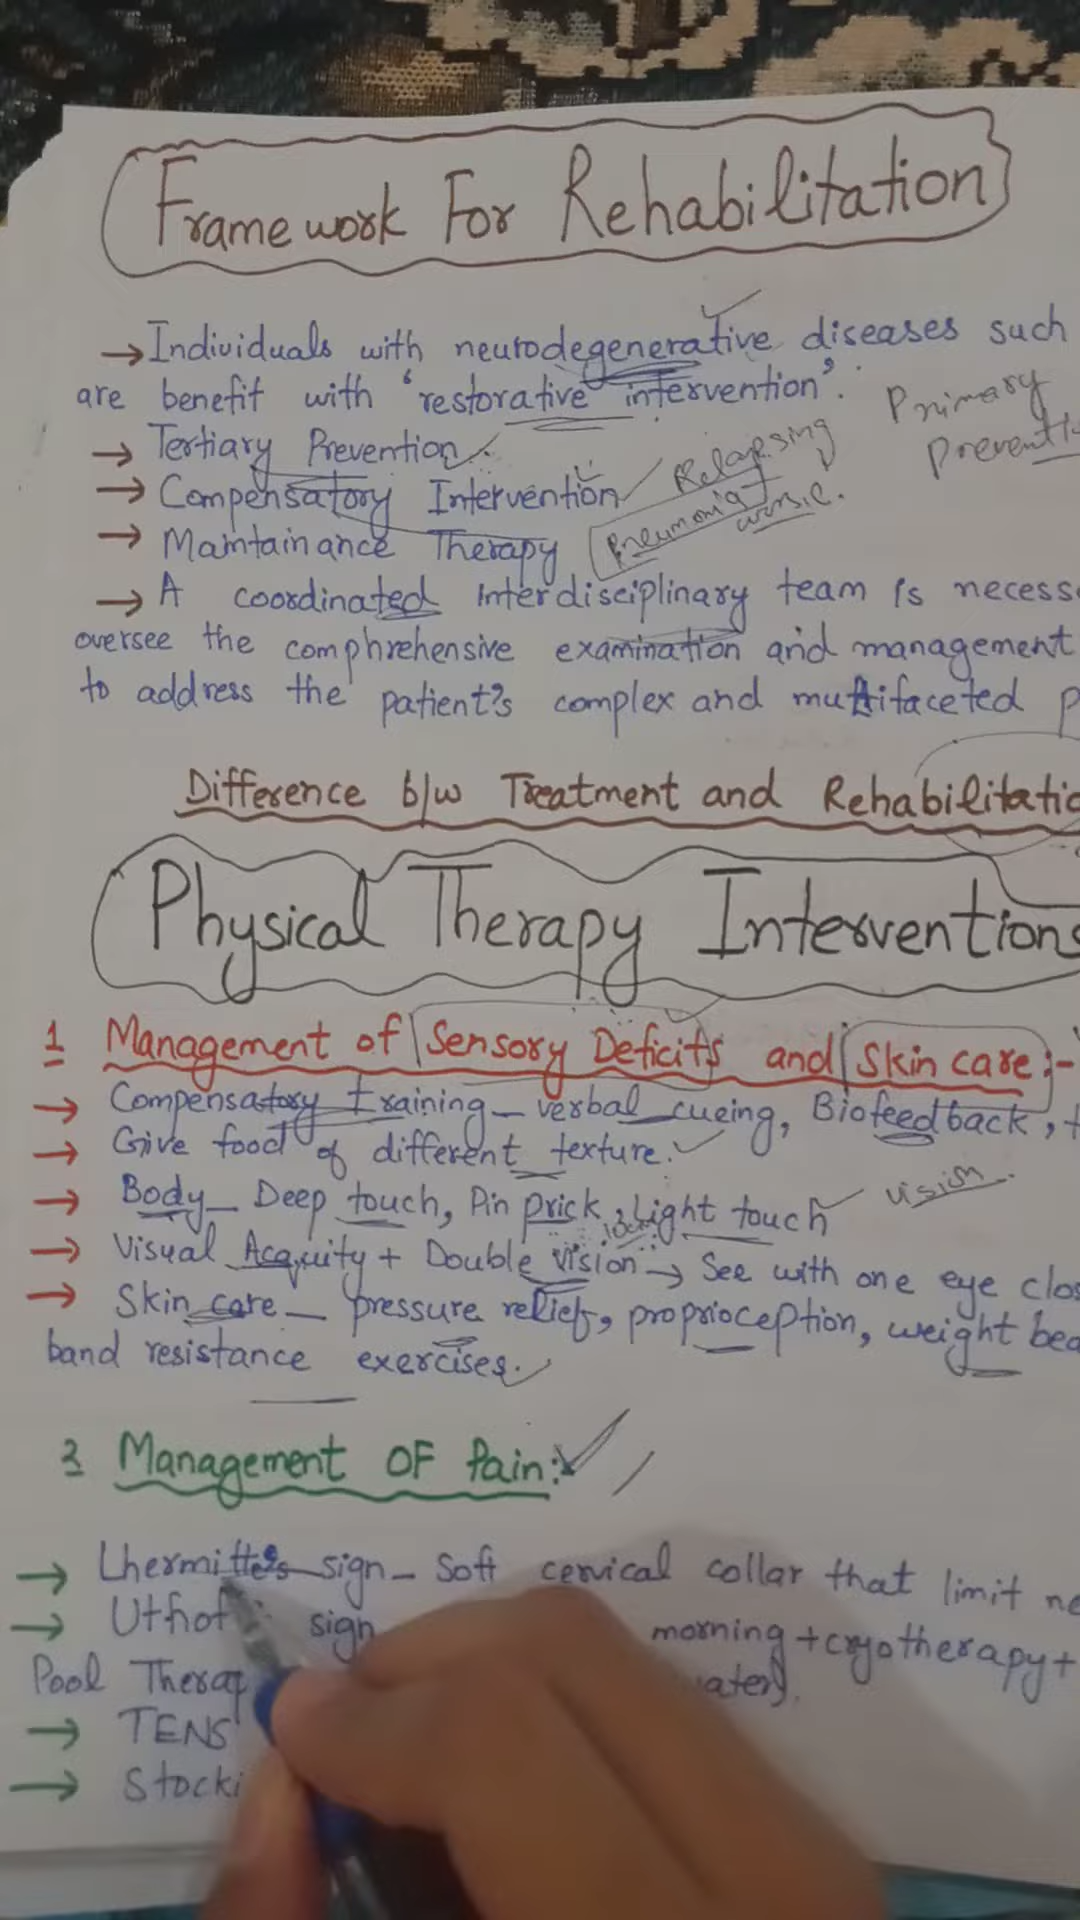 Framework For Rehabilitation
→ Individuals with neurodegenerative diseases such
are benefit with 'restorative intervention'.
Primary
Prevent
→ Tertiary Prevention
→ Compensatory Intervention
Relapsing
Pneumonia
→ Maintainance Therapy
→ A coordinated interdisciplinary team is necess
oversee the comphrehensive examination and management
to address the patient's complex and multifaceted p
Difference b/w Treatment and Rehabilitatio
Physical Therapy Interventions
1 Management of Sensory Deficits and Skin care :-
→ Compensatory training - verbal cueing, Biofeedback,
→ Give food of different texture.
→ Body - Deep touch, Pin prick, Light touch
vision
→ Visual Acquity + Double vision → See with one eye clos
→ Skin care - pressure relief, proprioception, weight bea
band resistance exercises.
3 Management OF Pain :
→ Lhermitte's sign - Soft cervical collar that limit ne
→ Uthof sign morning + cryotherapy +
Pool Therap water).
→ TENS
→ Stocki